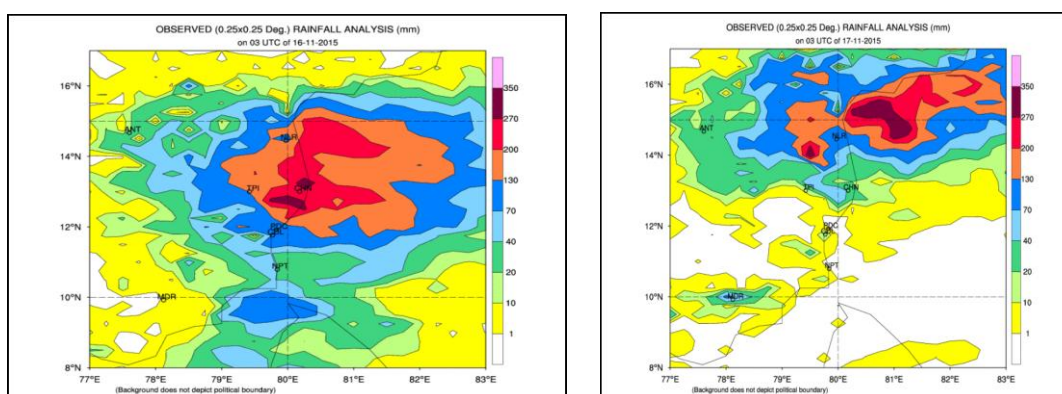 OBSERVED (0.25x0.25 Deg.) RAINFALL ANALYSIS (mm)
on 03 UTC of 16-11-2015
16°N
14°N
12°N
10°N
8°N
77°E
78°E
79°E
80°E
81°E
82°E
83°E
ANT
NLR
TPI
CHN
PDC
NPT
MDR
350
270
200
130
70
40
20
10
1
(Background does not depict political boundary)
OBSERVED (0.25x0.25 Deg.) RAINFALL ANALYSIS (mm)
on 03 UTC of 17-11-2015
16°N
14°N
12°N
10°N
8°N
77°E
78°E
79°E
80°E
81°E
82°E
83°E
ANT
NLR
TPI
CHN
PDC
NPT
MDR
350
270
200
130
70
40
20
10
1
(Background does not depict political boundary)